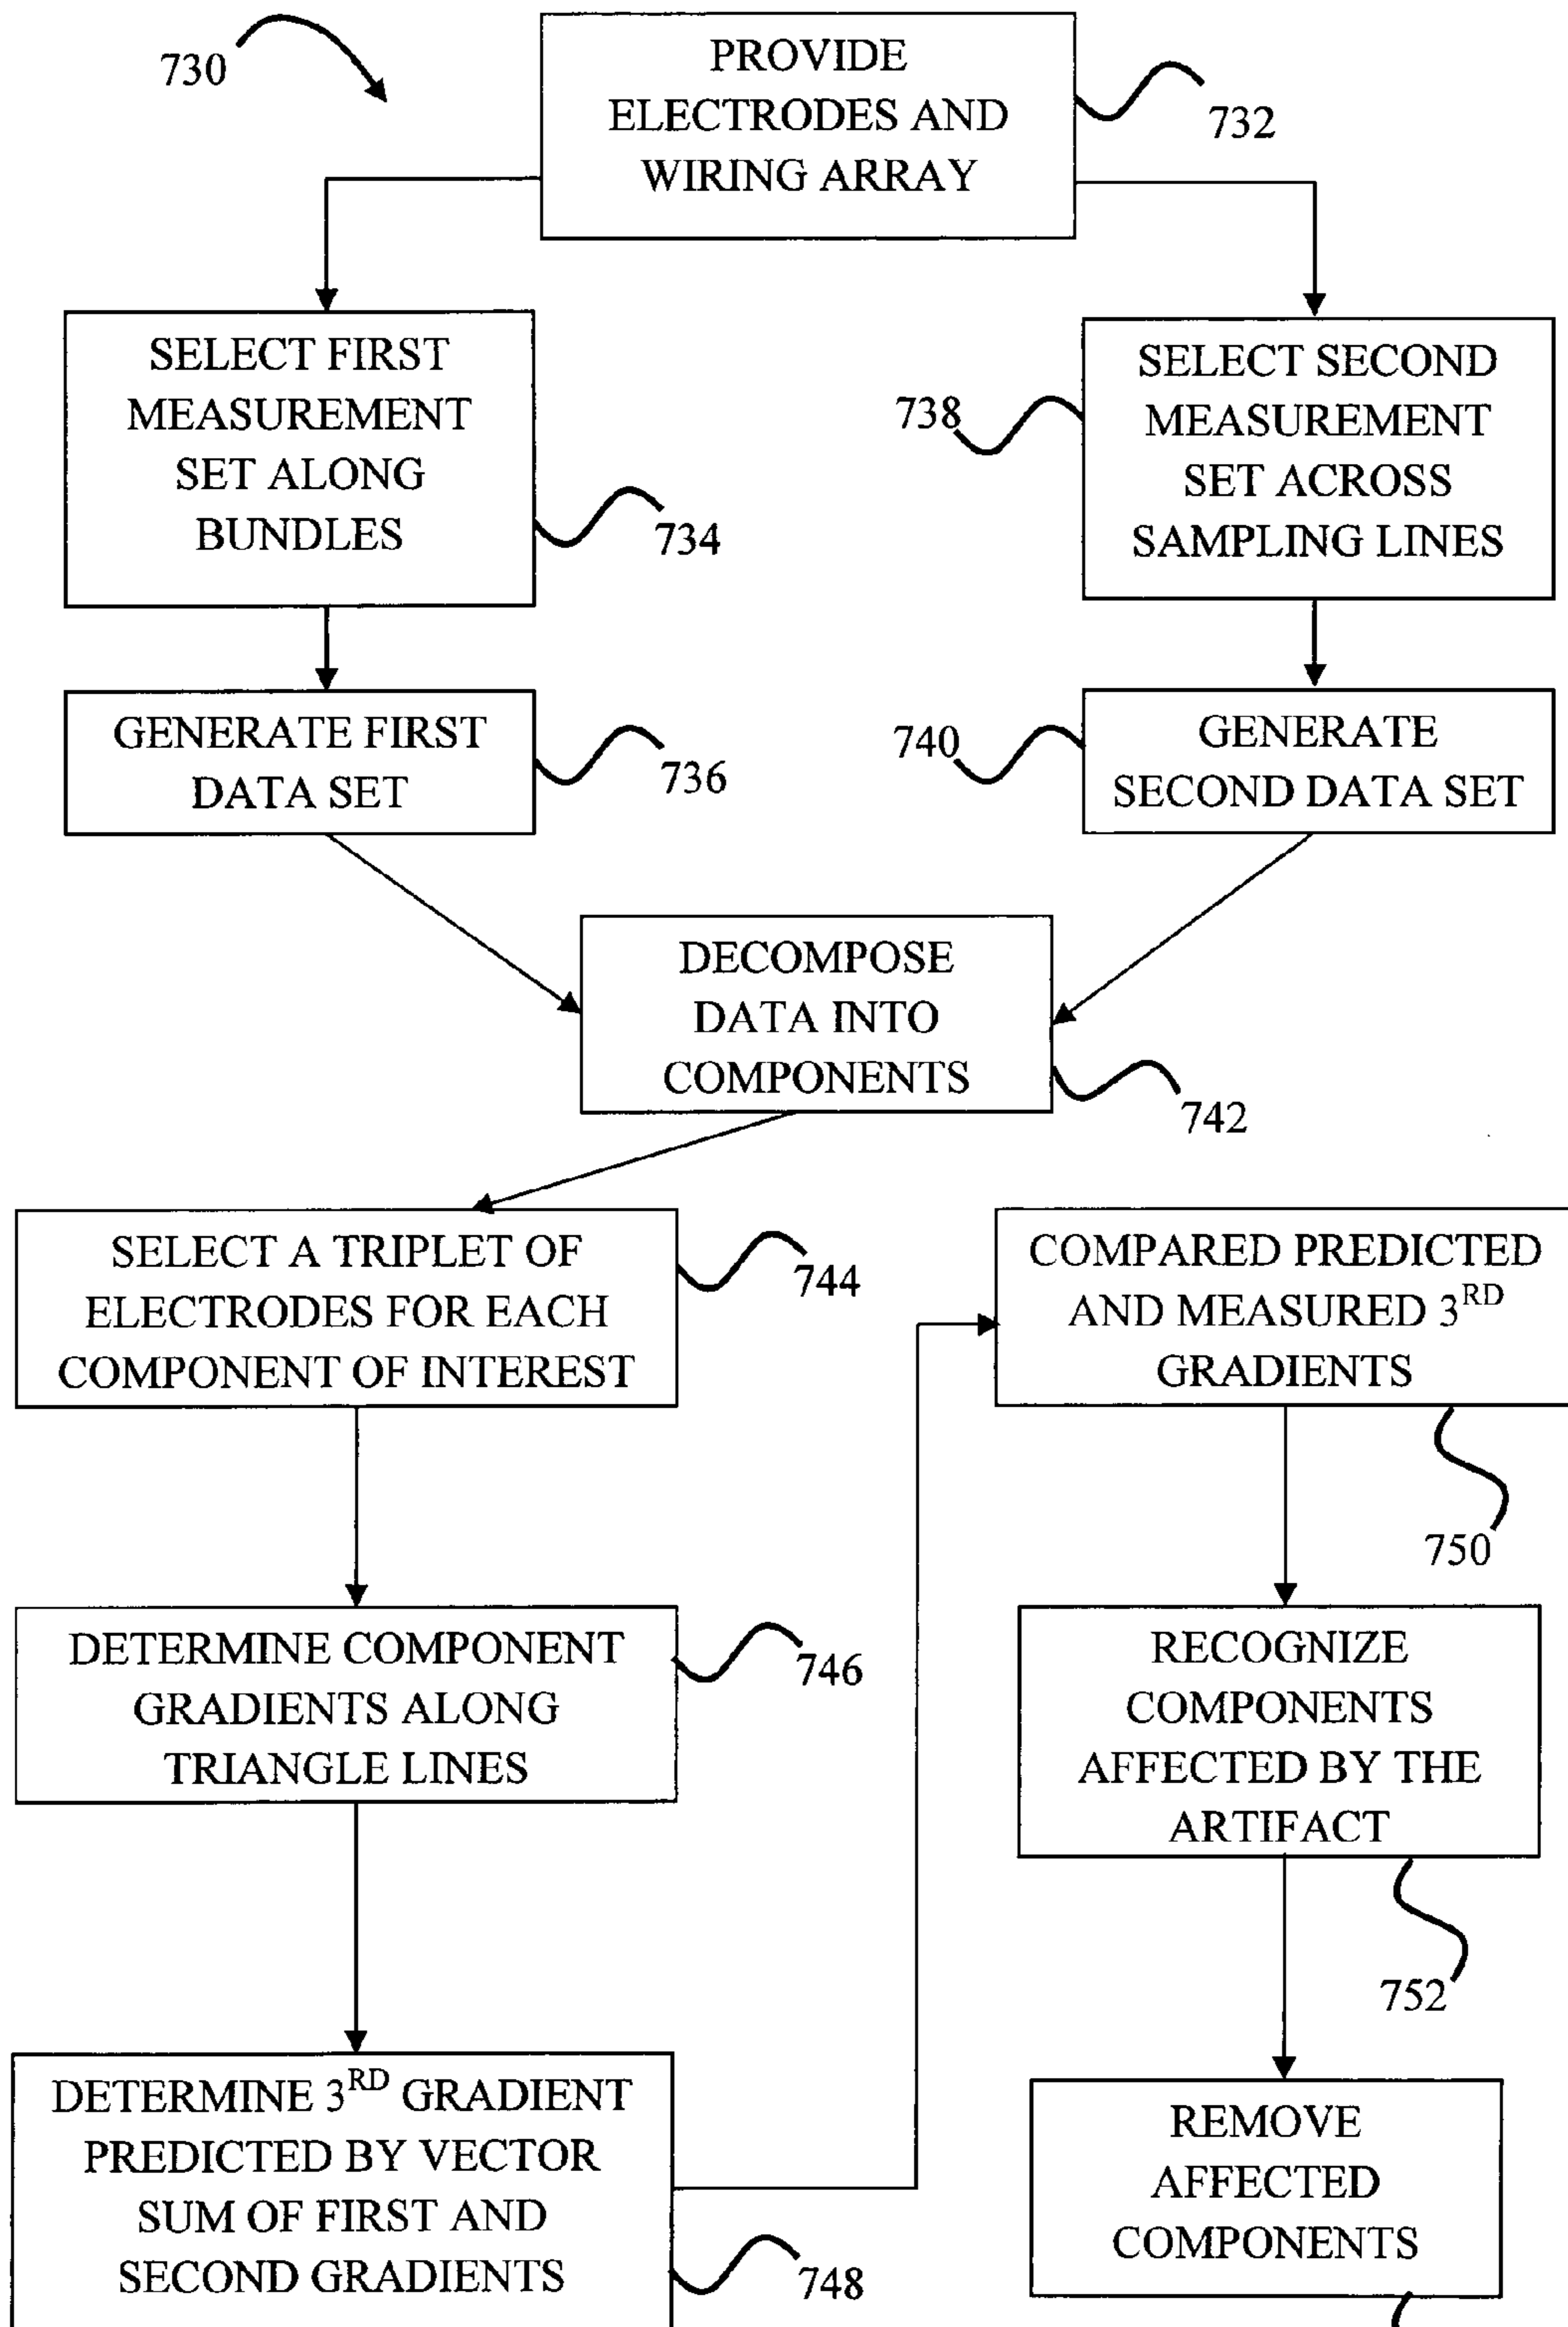 730
PROVIDE
ELECTRODES AND
WIRING ARRAY
732
SELECT FIRST
MEASUREMENT
SET ALONG
BUNDLES
734
738
SELECT SECOND
MEASUREMENT
SET ACROSS
SAMPLING LINES
GENERATE FIRST
DATA SET
736
740
GENERATE
SECOND DATA SET
DECOMPOSE
DATA INTO
COMPONENTS
742
SELECT A TRIPLET OF
ELECTRODES FOR EACH
COMPONENT OF INTEREST
744
DETERMINE COMPONENT
GRADIENTS ALONG
TRIANGLE LINES
746
DETERMINE 3RD GRADIENT
PREDICTED BY VECTOR
SUM OF FIRST AND
SECOND GRADIENTS
748
COMPARED PREDICTED
AND MEASURED 3RD
GRADIENTS
750
RECOGNIZE
COMPONENTS
AFFECTED BY THE
ARTIFACT
752
REMOVE
AFFECTED
COMPONENTS